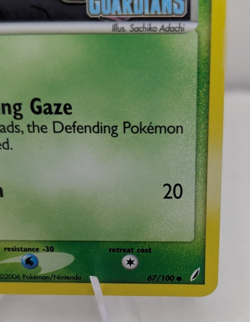 GUARDIANS
Illus. Sachiko Adachi
ing Gaze
ads, the Defending Pokémon
ed.
n 20
resistance -30 retreat cost
©2006 Pokémon/Nintendo 67/100